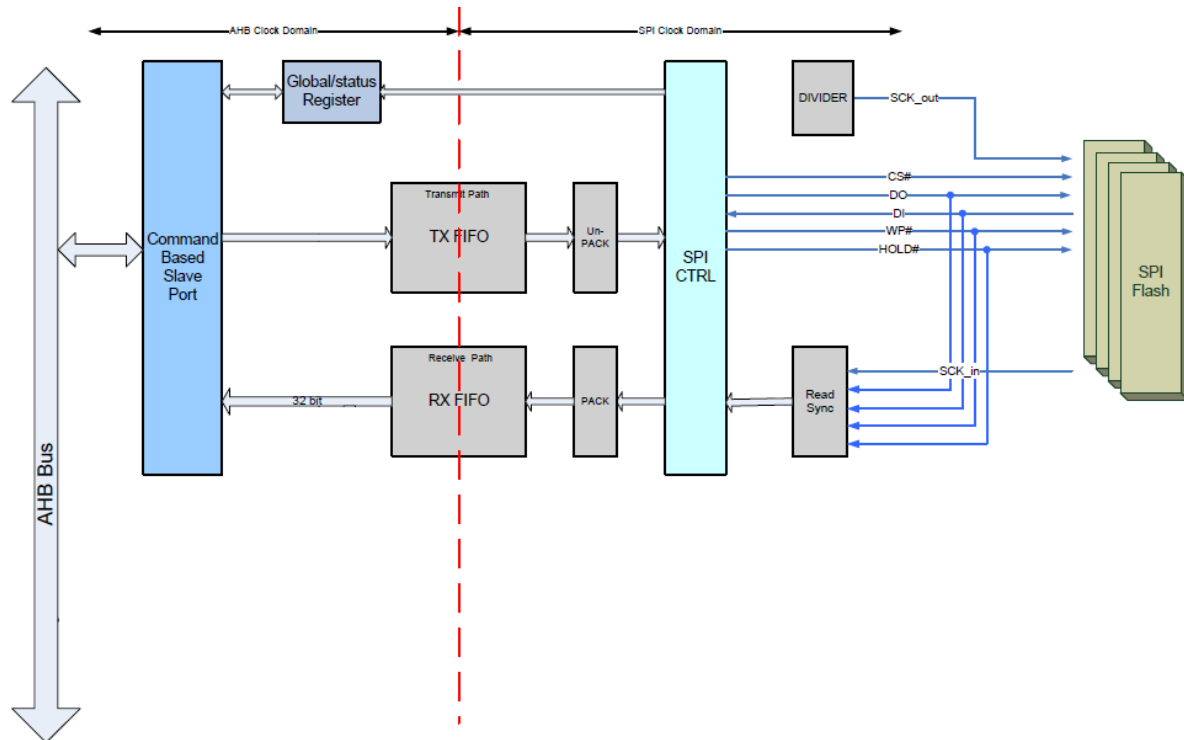 AHB Clock Domain
SPI Clock Domain
Global/status
Register
DIVIDER
SCK_out
CS#
DO
DI
WP#
HOLD#
Transmit Path
TX FIFO
Un-
PACK
Command
Based
Slave
Port
SPI
CTRL
SPI
Flash
Receive Path
RX FIFO
32 bit
PACK
Read
Sync
SCK_in
AHB Bus